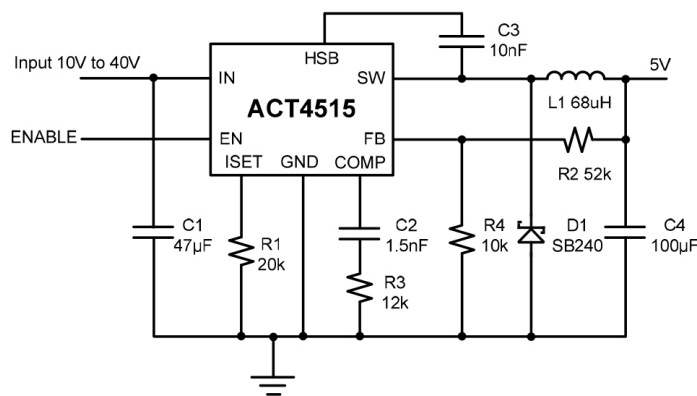 C3
10nF
HSB
Input 10V to 40V
IN
SW
5V
ACT4515
L1 68uH
ENABLE
EN
FB
ISET
GND
COMP
R2 52k
C1
47µF
R1
20k
C2
1.5nF
R3
12k
R4
10k
D1
SB240
C4
100µF